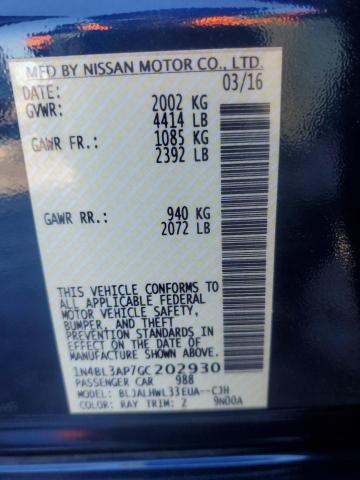 MFD BY NISSAN MOTOR CO., LTD.
DATE: 03/16
GVWR: 2002 KG
4414 LB
GAWR FR.: 1085 KG
2392 LB
GAWR RR.: 940 KG
2072 LB
THIS VEHICLE CONFORMS TO
ALL APPLICABLE FEDERAL
MOTOR VEHICLE SAFETY,
BUMPER, AND THEFT
PREVENTION STANDARDS
IN EFFECT ON THE DATE OF
MANUFACTURE SHOWN ABOVE.
1N4BL3AP7GC202930
PASSENGER CAR 988
MODEL: BLJALHWL33EUA--CJH
COLOR: RAY TRIM: Z 9N00A